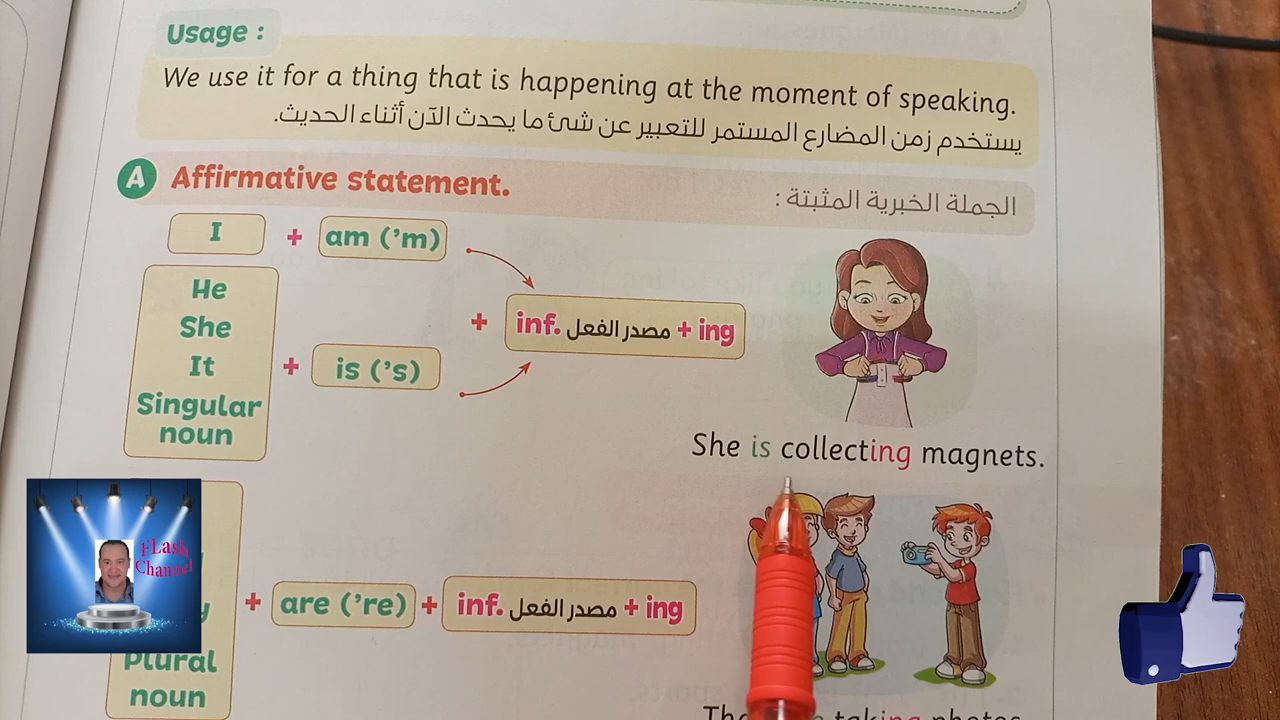 Usage :
We use it for a thing that is happening at the moment of speaking.
يستخدم زمن المضارع المستمر للتعبير عن شئ ما يحدث الآن أثناء الحديث.
A Affirmative statement. الجملة الخبرية المثبتة :
I + am ('m)
He
She
It
Singular
noun
+ is ('s)
+ inf. مصدر الفعل + ing
She is collecting magnets.
FLash
Channel
Plural
noun
+ are ('re) + inf. مصدر الفعل + ing
taking photos